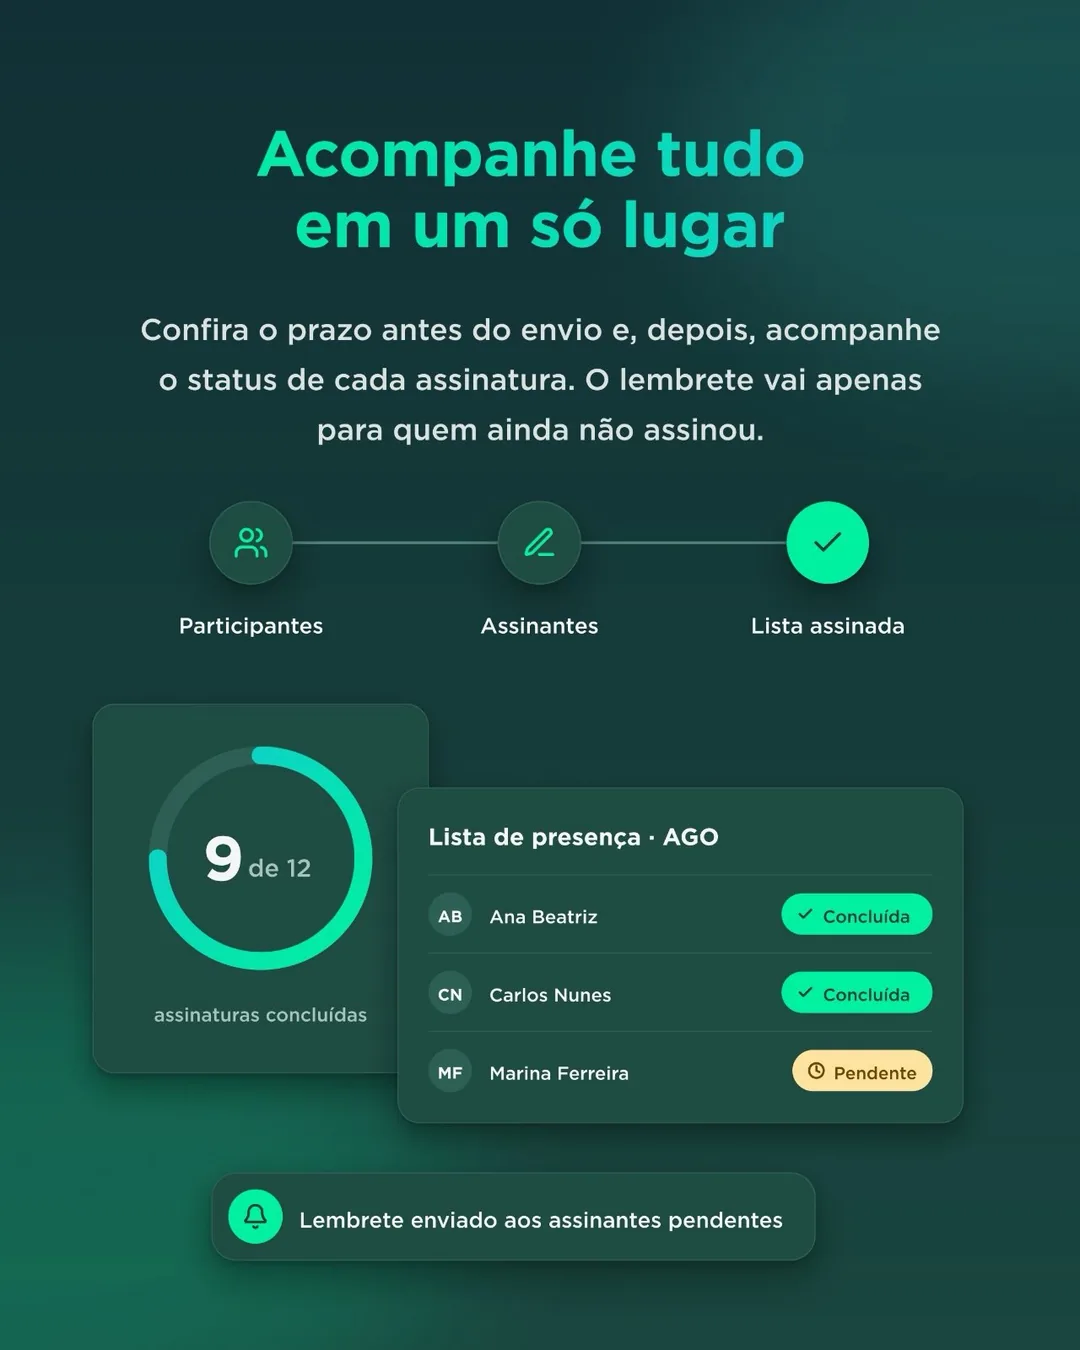 Acompanhe tudo
em um só lugar
Confira o prazo antes do envio e, depois, acompanhe
o status de cada assinatura. O lembrete vai apenas
para quem ainda não assinou.
Participantes
Assinantes
Lista assinada
9 de 12
assinaturas concluídas
Lista de presença · AGO
AB Ana Beatriz Concluída
CN Carlos Nunes Concluída
MF Marina Ferreira Pendente
Lembrete enviado aos assinantes pendentes